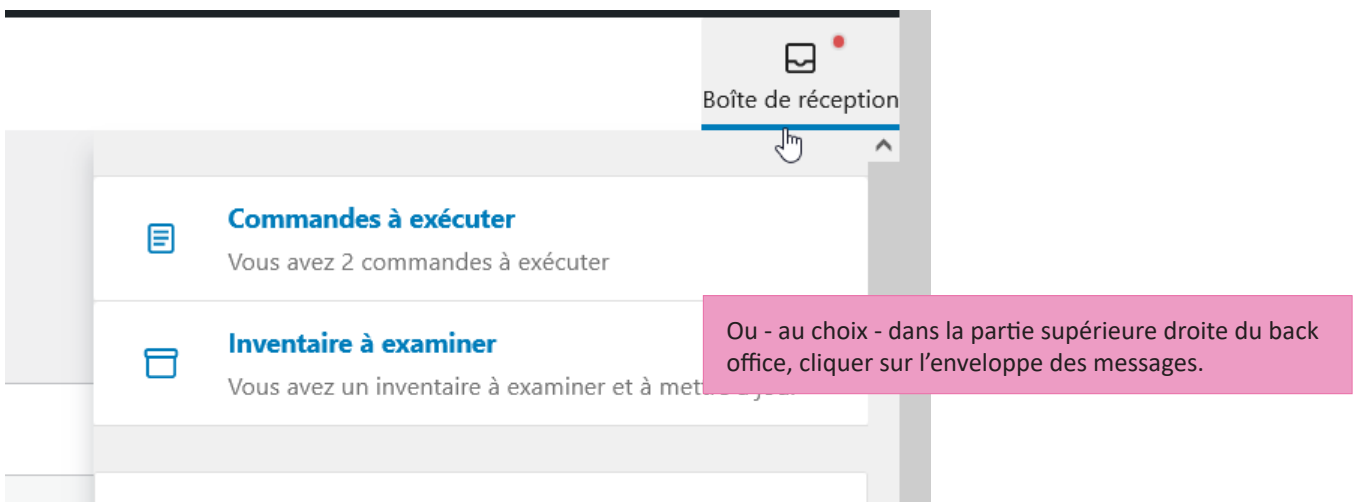 Boîte de réception
Commandes à exécuter
Vous avez 2 commandes à exécuter
Inventaire à examiner
Vous avez un inventaire à examiner et à
Ou - au choix - dans la partie supérieure droite du back
office, cliquer sur l’enveloppe des messages.